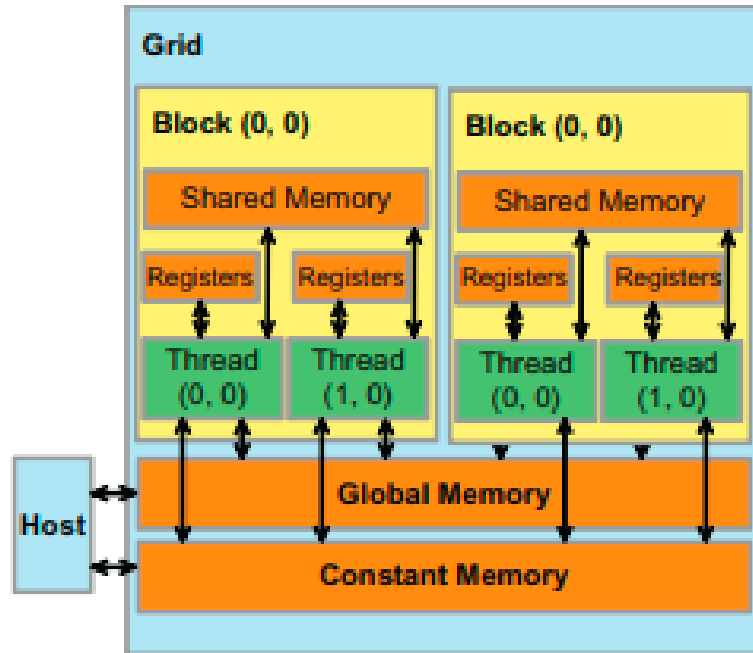 Grid
Block (0, 0)
Shared Memory
Registers
Registers
Thread
(0, 0)
Thread
(1, 0)
Block (0, 0)
Shared Memory
Registers
Registers
Thread
(0, 0)
Thread
(1, 0)
Host
Global Memory
Constant Memory